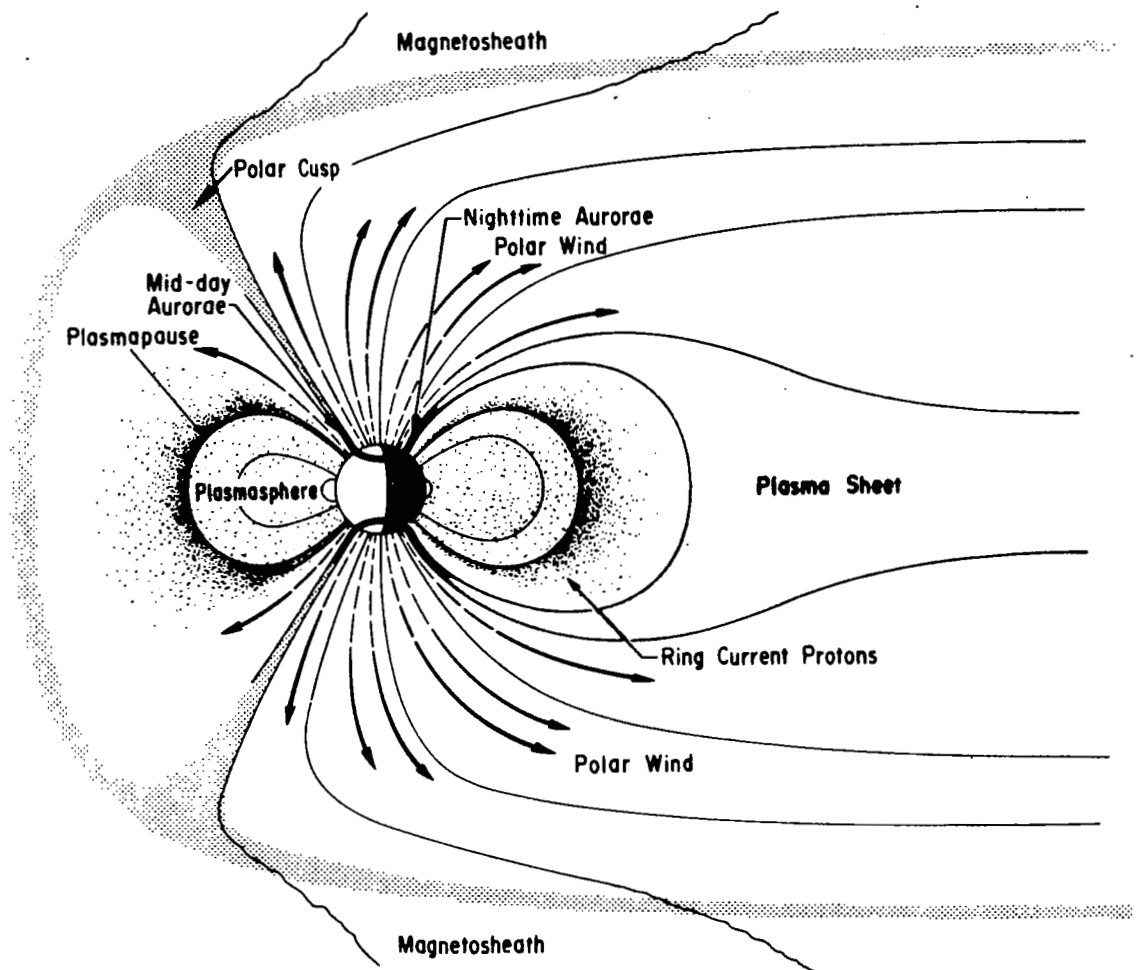 Magnetosheath
Polar Cusp
Nighttime Aurorae
Polar Wind
Mid-day
Aurorae
Plasmapause
Plasmasphere
Plasma Sheet
Ring Current Protons
Polar Wind
Magnetosheath